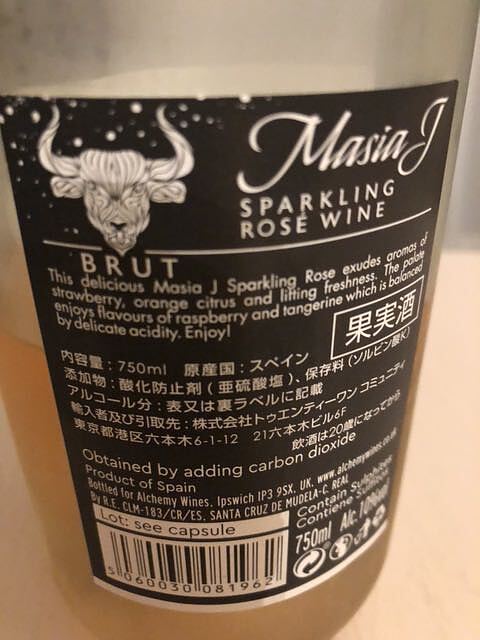 Masia J
SPARKLING
ROSÉ WINE
BRUT
This delicious Masia J Sparkling Rose exudes aromas of
strawberry, orange citrus and lifting freshness. The palate
enjoys flavours of raspberry and tangerine which is balanced
by delicate acidity. Enjoy!
果実酒
内容量：750ml 原産国：スペイン
添加物：酸化防止剤（亜硫酸塩）、保存料（ソルビン酸K）
アルコール分：表又は裏ラベルに記載
輸入者及び引取先：株式会社トゥエンティーワン コミュニティ
東京都港区六本木6-1-12 21六本木ビル6F
飲酒は20歳になってから
Obtained by adding carbon dioxide
Product of Spain
Bottled for Alchemy Wines, Ipswich IP3 9SX, UK. www.alchemywines.co.uk
By R.E. CLM-183/CR/ES. SANTA CRUZ DE MUDELA-C. REAL
Contain Sulphites
Contiene Sulfitos
Lot: see capsule
750ml Alc.
5 060030 081962